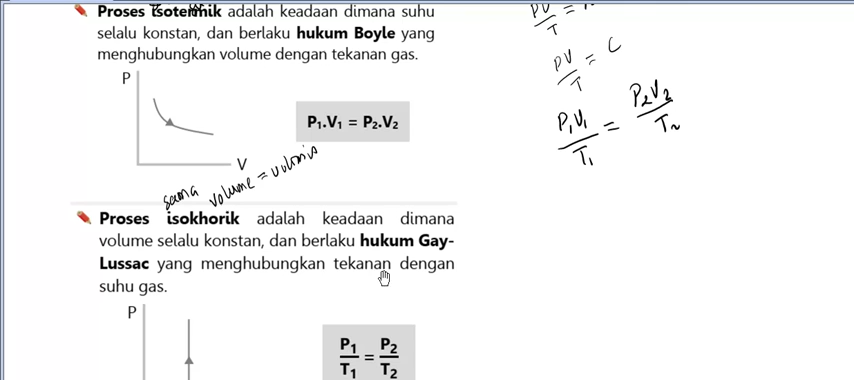 Proses isotermik adalah keadaan dimana suhu
selalu konstan, dan berlaku hukum Boyle yang
menghubungkan volume dengan tekanan gas.
P
V
P₁.V₁ = P₂.V₂
sama volume = volumis
Proses isokhorik adalah keadaan dimana
volume selalu konstan, dan berlaku hukum Gay-
Lussac yang menghubungkan tekanan dengan
suhu gas.
P
P₁/T₁ = P₂/T₂
PV/T =
PV/T = C
P₁V₁/T₁ = P₂V₂/T₂